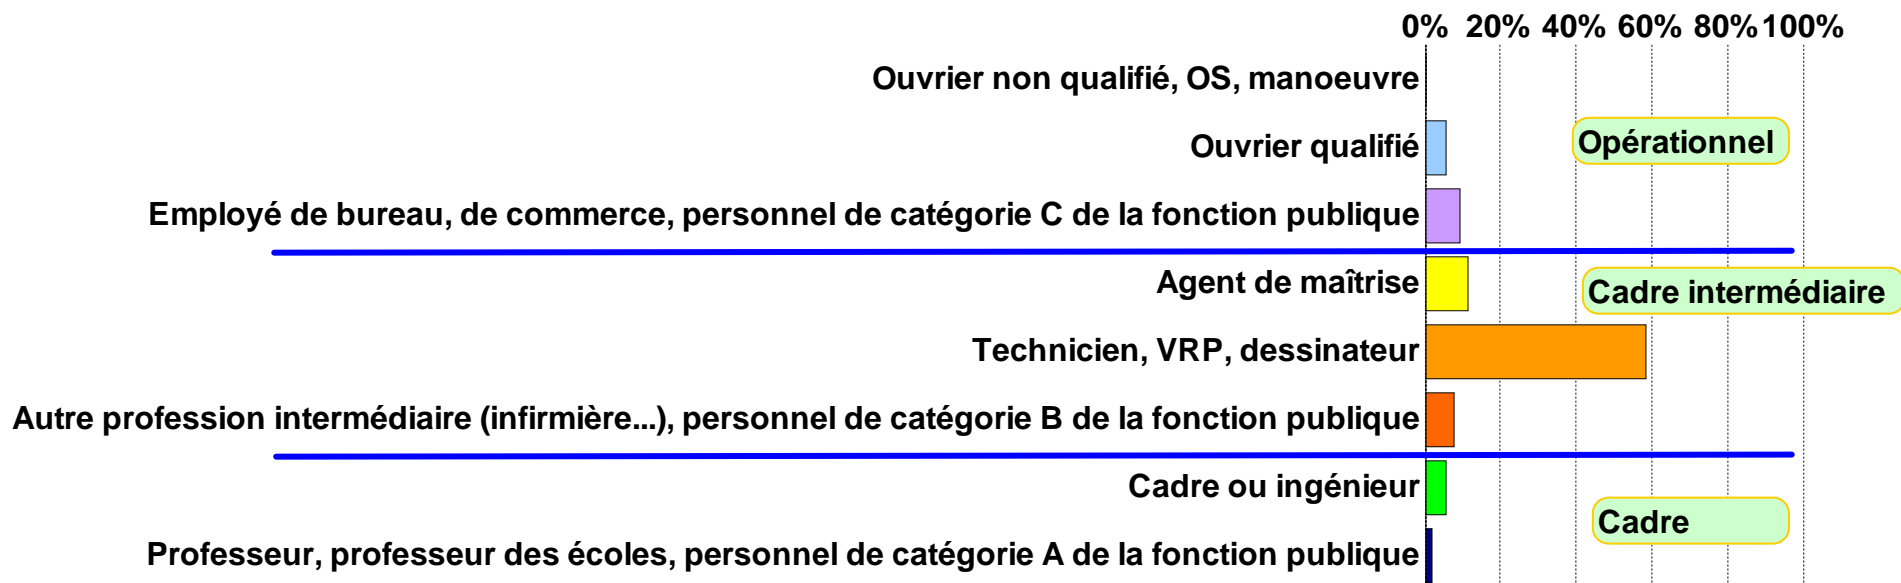 0% 20% 40% 60% 80% 100%
Ouvrier non qualifié, OS, manoeuvre
Ouvrier qualifié
Opérationnel
Employé de bureau, de commerce, personnel de catégorie C de la fonction publique
Agent de maîtrise
Cadre intermédiaire
Technicien, VRP, dessinateur
Autre profession intermédiaire (infirmière...), personnel de catégorie B de la fonction publique
Cadre ou ingénieur
Cadre
Professeur, professeur des écoles, personnel de catégorie A de la fonction publique